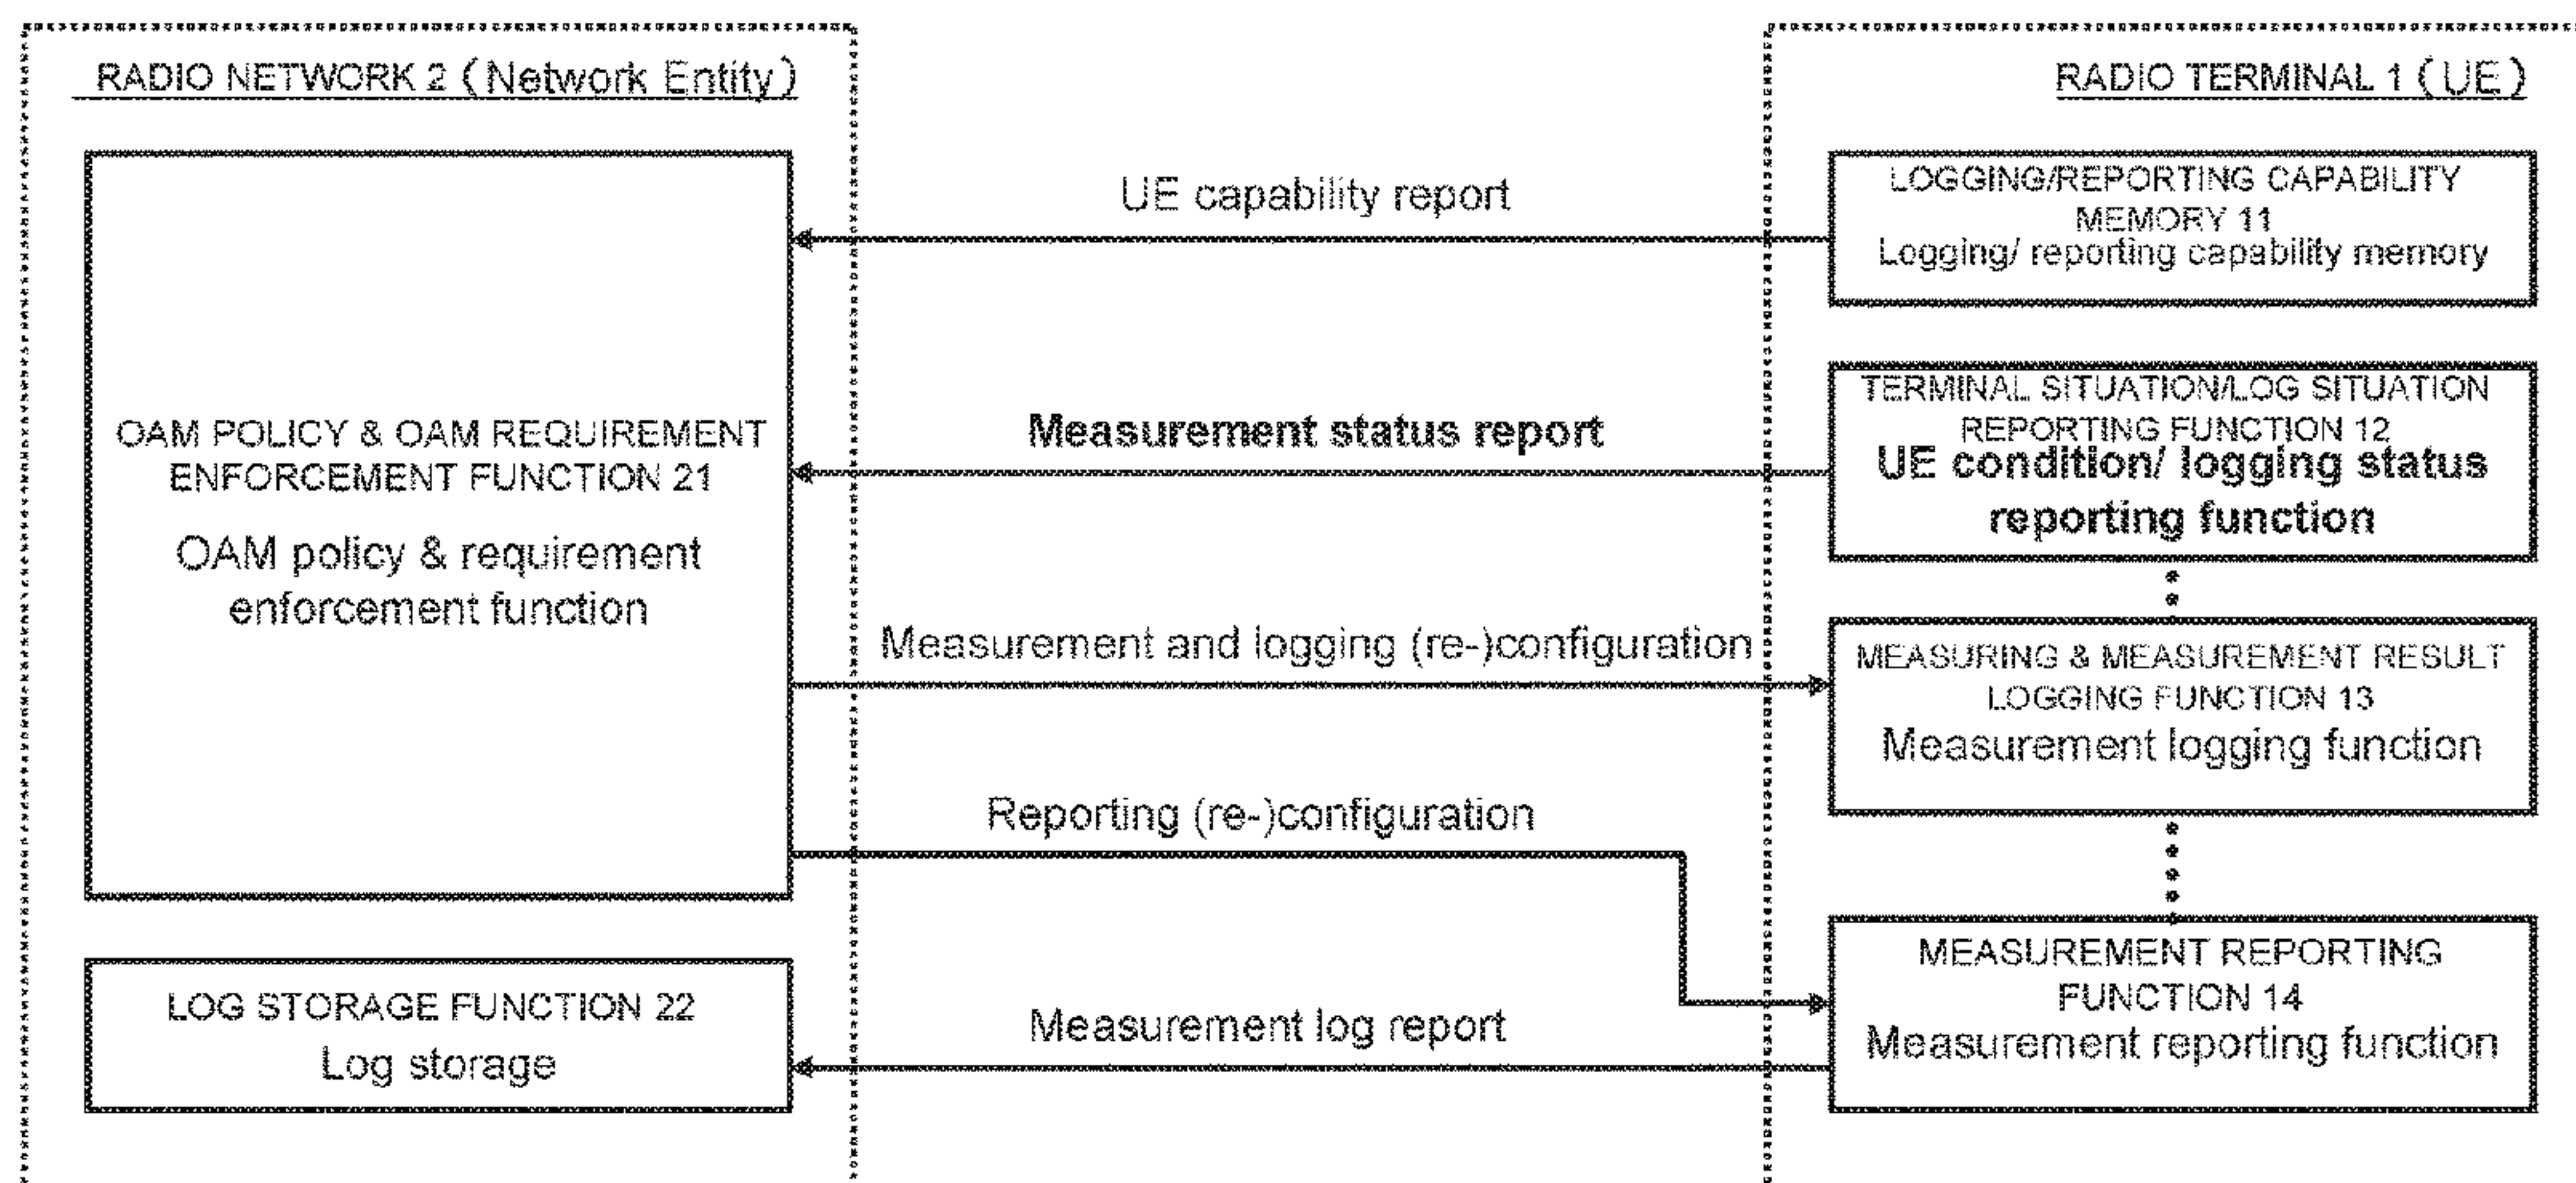 RADIO NETWORK 2 (Network Entity)
OAM POLICY & OAM REQUIREMENT
ENFORCEMENT FUNCTION 21
OAM policy & requirement
enforcement function
LOG STORAGE FUNCTION 22
Log storage
UE capability report
Measurement status report
Measurement and logging (re-)configuration
Reporting (re-)configuration
Measurement log report
RADIO TERMINAL 1 (UE)
LOGGING/REPORTING CAPABILITY
MEMORY 11
Logging/ reporting capability memory
TERMINAL SITUATION/LOG SITUATION
REPORTING FUNCTION 12
UE condition/ logging status
reporting function
MEASURING & MEASUREMENT RESULT
LOGGING FUNCTION 13
Measurement logging function
MEASUREMENT REPORTING
FUNCTION 14
Measurement reporting function